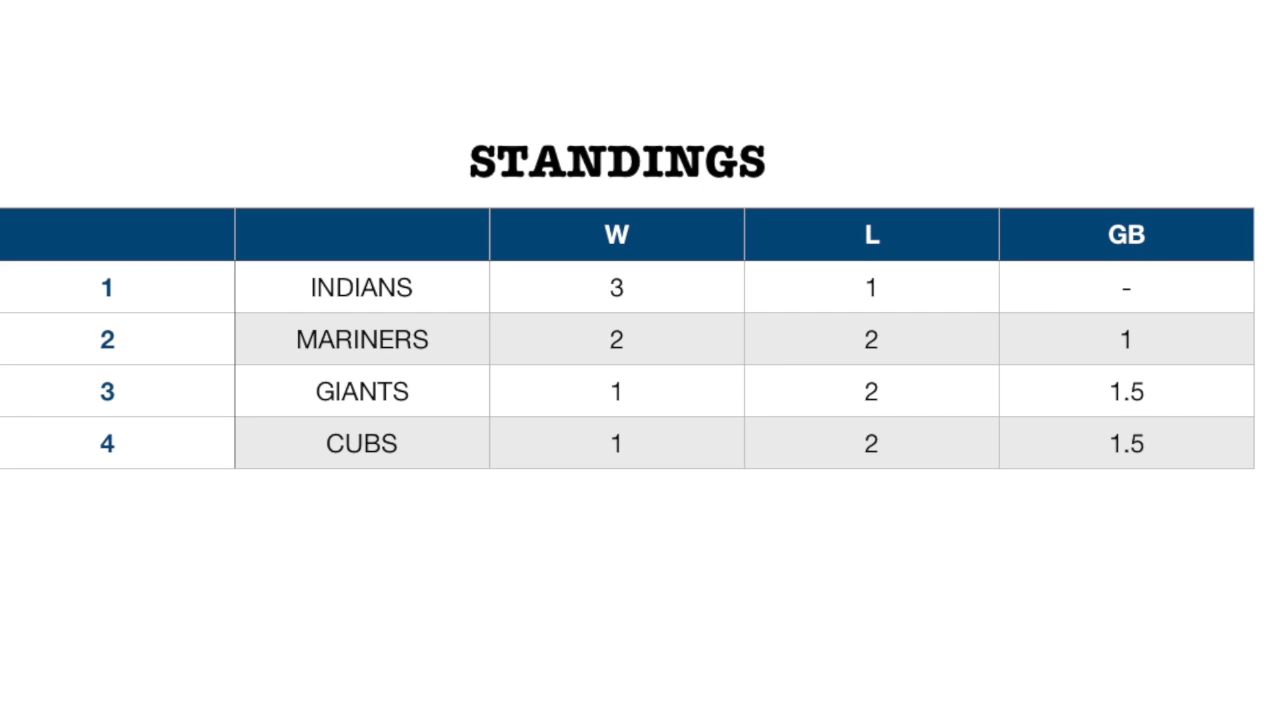 STANDINGS
W L GB
1 INDIANS 3 1 -
2 MARINERS 2 2 1
3 GIANTS 1 2 1.5
4 CUBS 1 2 1.5